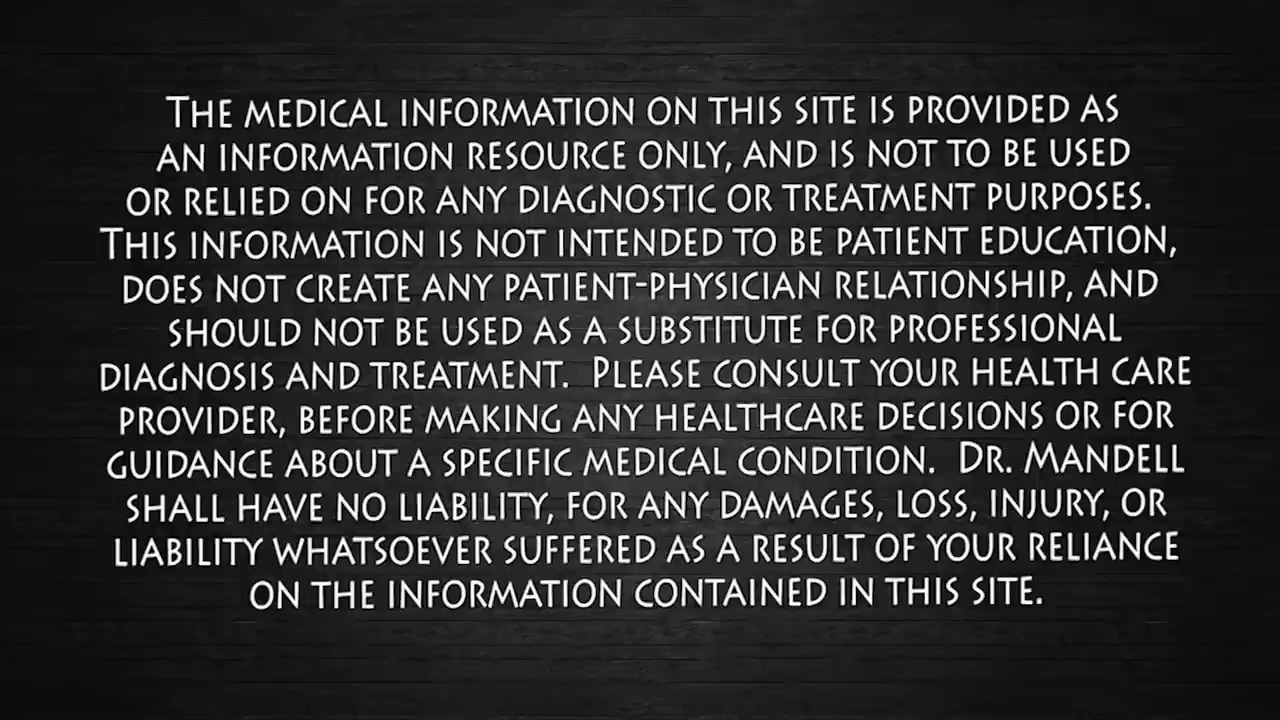 The medical information on this site is provided as
an information resource only, and is not to be used
or relied on for any diagnostic or treatment purposes.
This information is not intended to be patient education,
does not create any patient-physician relationship, and
should not be used as a substitute for professional
diagnosis and treatment.  Please consult your health care
provider, before making any healthcare decisions or for
guidance about a specific medical condition.  Dr. Mandell
shall have no liability, for any damages, loss, injury, or
liability whatsoever suffered as a result of your reliance
on the information contained in this site.